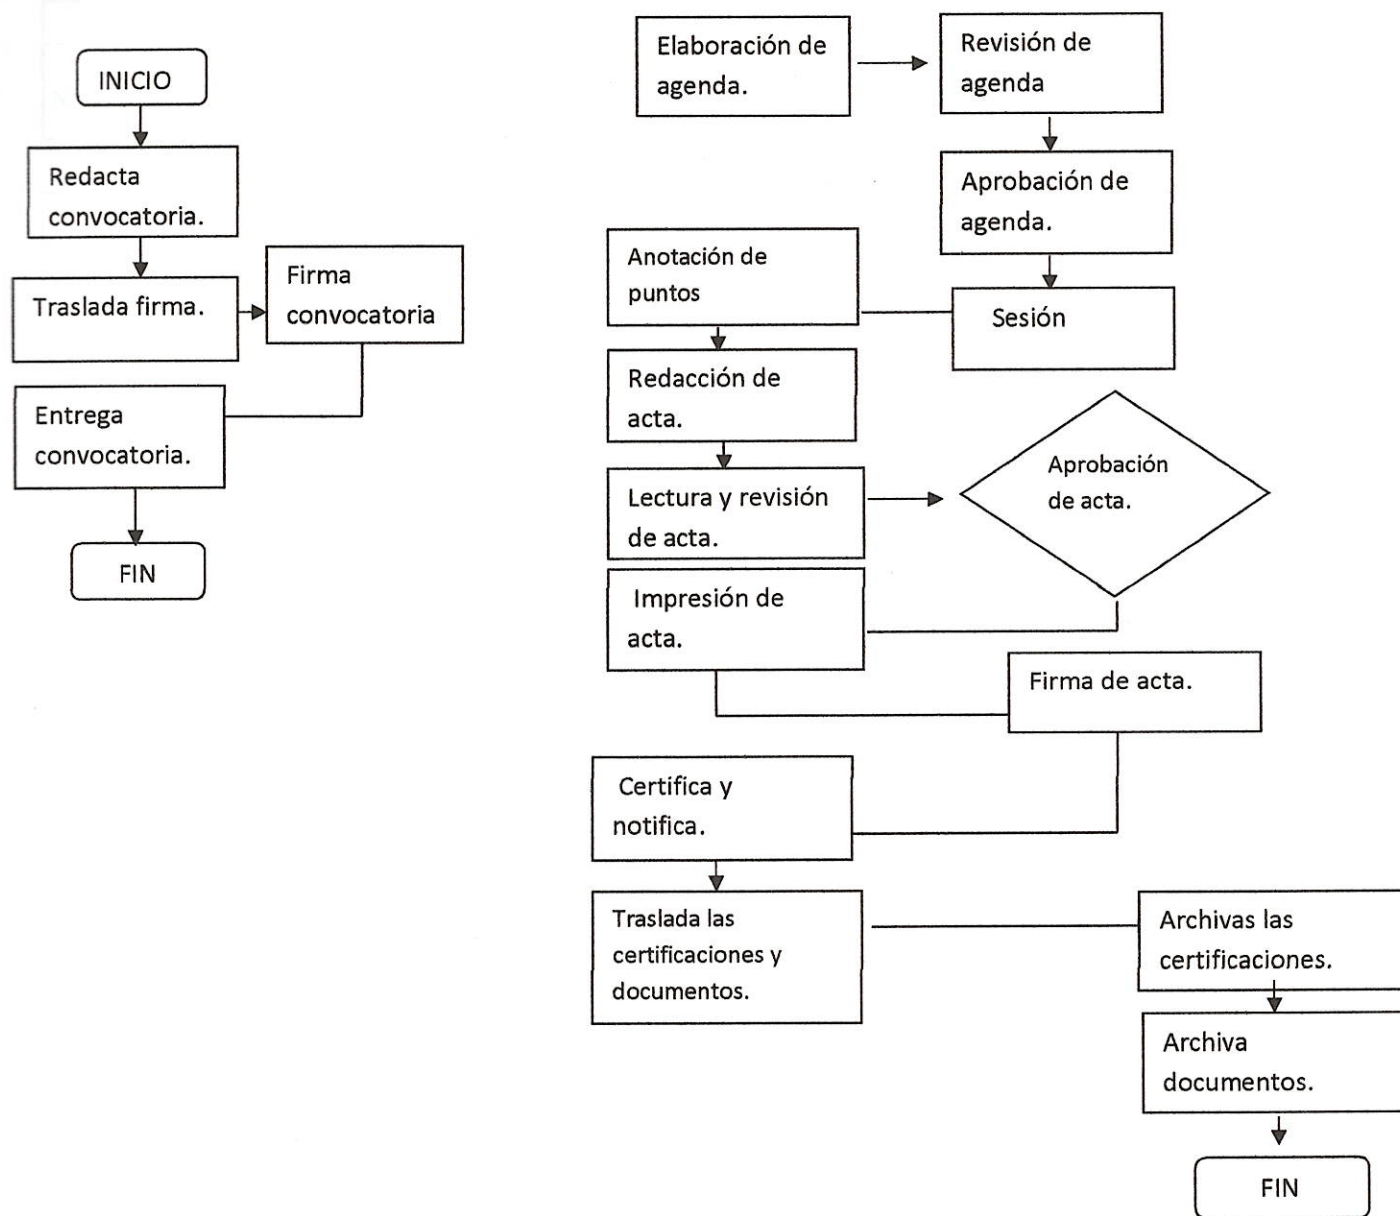 INICIO
Redacta
convocatoria.
Traslada firma.
Firma
convocatoria
Entrega
convocatoria.
FIN
Elaboración de
agenda.
Revisión de
agenda
Aprobación de
agenda.
Sesión
Anotación de
puntos
Redacción de
acta.
Lectura y revisión
de acta.
Aprobación
de acta.
Impresión de
acta.
Firma de acta.
Certifica y
notifica.
Traslada las
certificaciones y
documentos.
Archivas las
certificaciones.
Archiva
documentos.
FIN